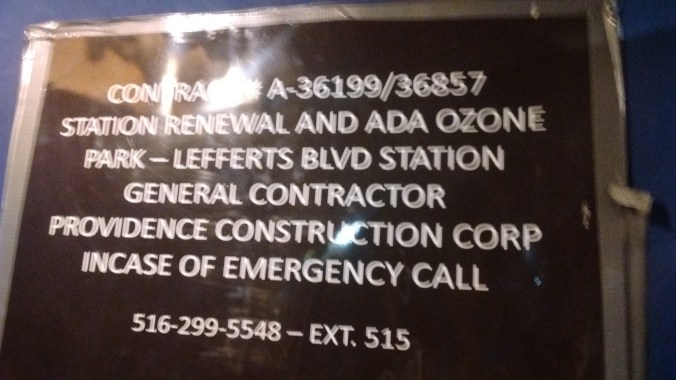 CONTRACT# A-36199/36857
STATION RENEWAL AND ADA OZONE
PARK – LEFFERTS BLVD STATION
GENERAL CONTRACTOR
PROVIDENCE CONSTRUCTION CORP
INCASE OF EMERGENCY CALL
516-299-5548 – EXT. 515